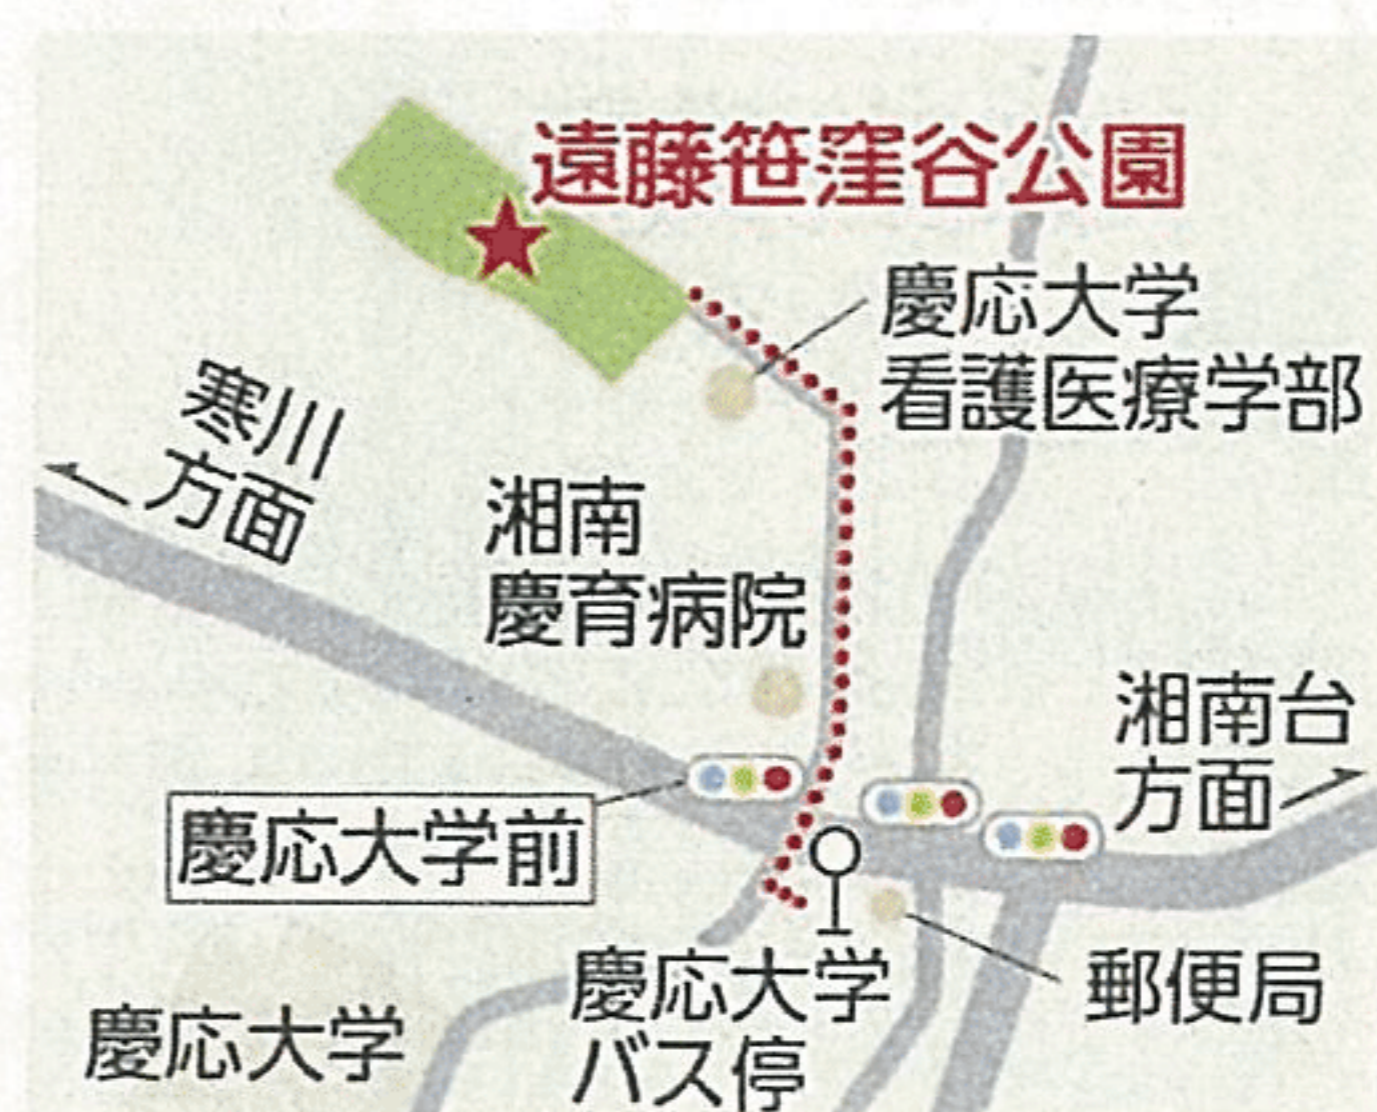 遠藤笹窪谷公園
慶応大学
看護医療学部
寒川
方面
湘南
慶育病院
湘南台
方面
慶応大学前
慶応大学
バス停
郵便局
慶応大学